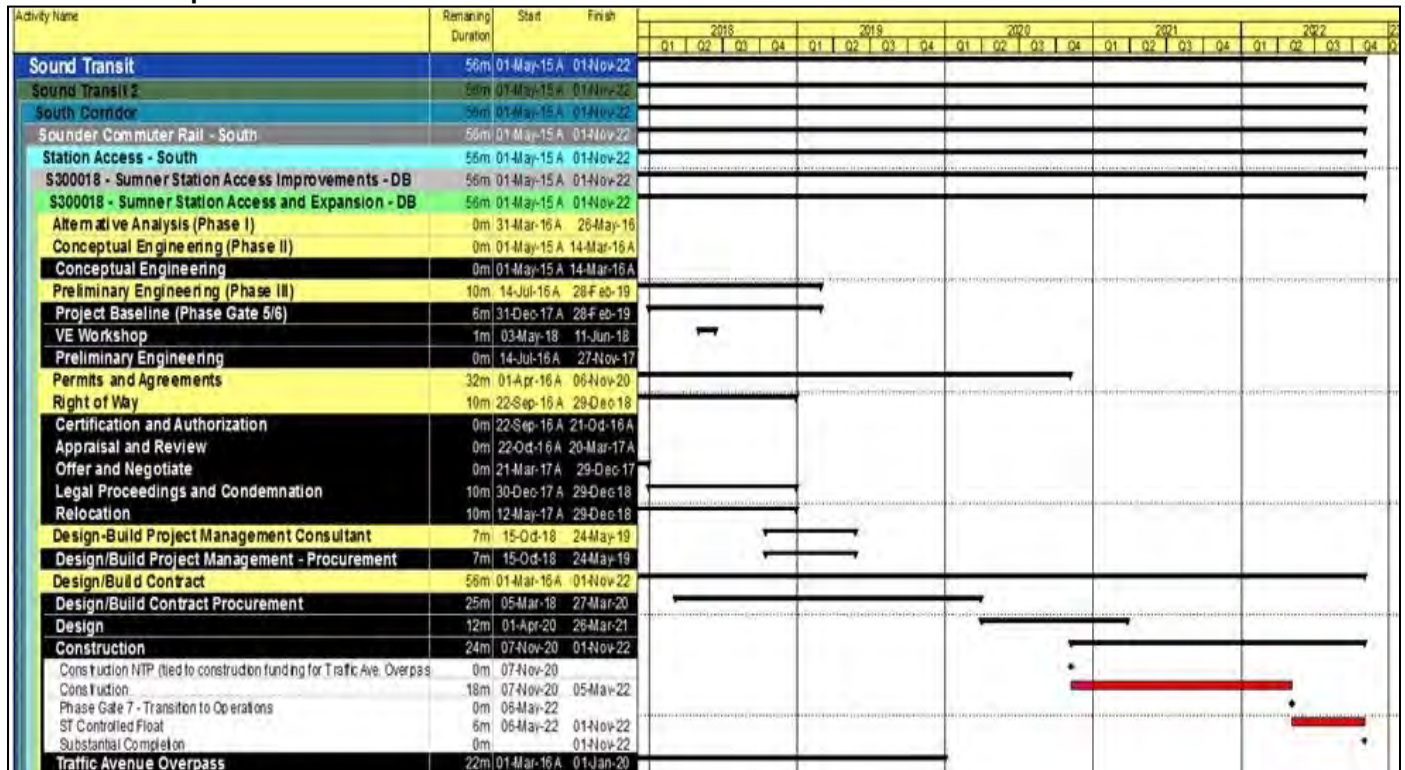 Activity Name Remaining Duration Start Finish
2018 2019 2020 2021 2022 23
Q1 Q2 Q3 Q4 Q1 Q2 Q3 Q4 Q1 Q2 Q3 Q4 Q1 Q2 Q3 Q4 Q1 Q2 Q3 Q4 Q
Sound Transit 56m 01-May-15 A 01-Nov-22
Sound Transit 2 56m 01-May-15 A 01-Nov-22
South Corridor 56m 01-May-15 A 01-Nov-22
Sounder Commuter Rail - South 56m 01-May-15 A 01-Nov-22
Station Access - South 56m 01-May-15 A 01-Nov-22
S300018 - Sumner Station Access Improvements - DB 56m 01-May-15 A 01-Nov-22
S300018 - Sumner Station Access and Expansion - DB 56m 01-May-15 A 01-Nov-22
Alternative Analysis (Phase I) 0m 31-Mar-16 A 26-May-16
Conceptual Engineering (Phase II) 0m 01-May-15 A 14-Mar-16 A
Conceptual Engineering 0m 01-May-15 A 14-Mar-16 A
Preliminary Engineering (Phase III) 10m 14-Jul-16 A 28-Feb-19
Project Baseline (Phase Gate 5/6) 6m 31-Dec-17 A 28-Feb-19
VE Workshop 1m 03-May-18 11-Jun-18
Preliminary Engineering 0m 14-Jul-16 A 27-Nov-17
Permits and Agreements 32m 01-Apr-16 A 06-Nov-20
Right of Way 10m 22-Sep-16 A 29-Dec-18
Certification and Authorization 0m 22-Sep-16 A 21-Oct-16 A
Appraisal and Review 0m 22-Oct-16 A 20-Mar-17 A
Offer and Negotiate 0m 21-Mar-17 A 29-Dec-17
Legal Proceedings and Condemnation 10m 30-Dec-17 A 29-Dec-18
Relocation 10m 12-May-17 A 29-Dec-18
Design-Build Project Management Consultant 7m 15-Oct-18 24-May-19
Design/Build Project Management - Procurement 7m 15-Oct-18 24-May-19
Design/Build Contract 56m 01-Mar-16 A 01-Nov-22
Design/Build Contract Procurement 25m 05-Mar-18 27-Mar-20
Design 12m 01-Apr-20 26-Mar-21
Construction 24m 07-Nov-20 01-Nov-22
Construction NTP (tied to construction funding for Traffic Ave. Overpas 0m 07-Nov-20
Construction 18m 07-Nov-20 05-May-22
Phase Gate 7 - Transition to Operations 0m 06-May-22
ST Controlled Float 6m 06-May-22 01-Nov-22
Substantial Completion 0m 01-Nov-22
Traffic Avenue Overpass 22m 01-Mar-16 A 01-Jan-20